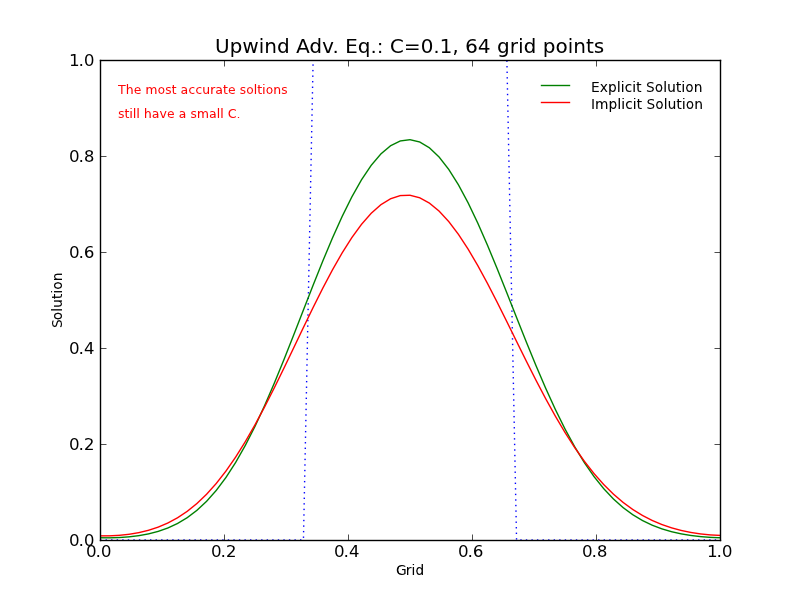 Upwind Adv. Eq.: C=0.1, 64 grid points
The most accurate soltions
still have a small C.
Explicit Solution
Implicit Solution
1.0
0.8
0.6
0.4
0.2
0.0
Solution
0.0 0.2 0.4 0.6 0.8 1.0
Grid